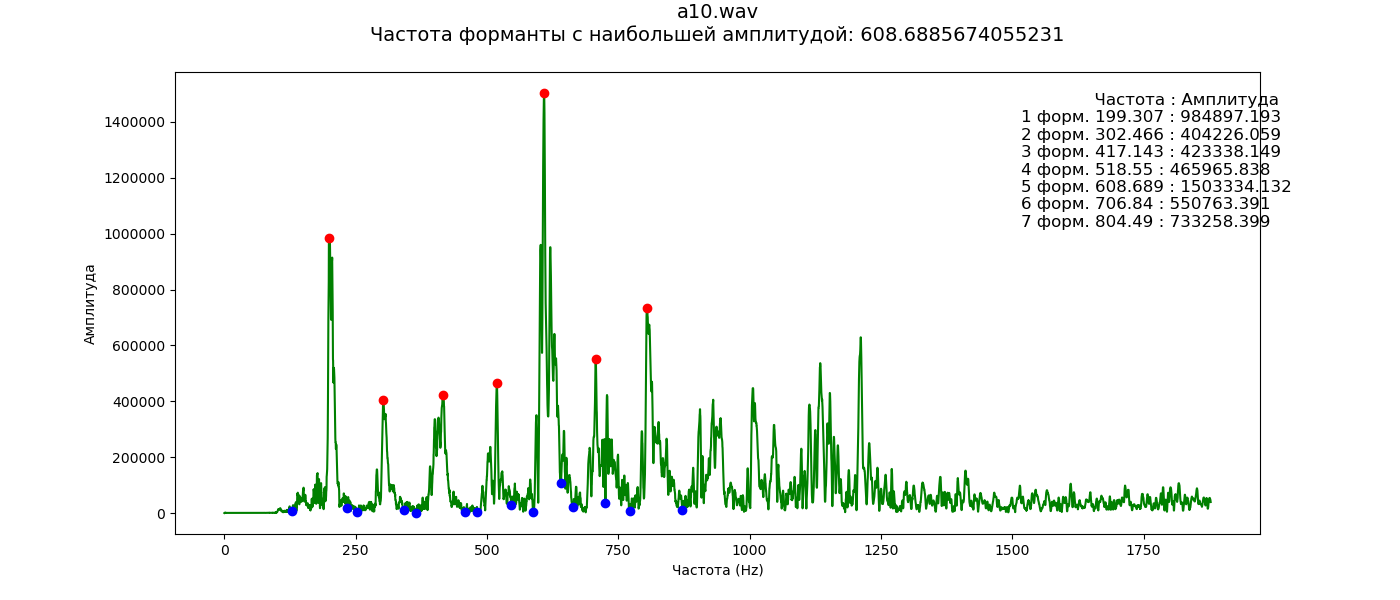 a10.wav
Частота форманты с наибольшей амплитудой: 608.6885674055231
Частота : Амплитуда
1 форм. 199.307 : 984897.193
2 форм. 302.466 : 404226.059
3 форм. 417.143 : 423338.149
4 форм. 518.55 : 465965.838
5 форм. 608.689 : 1503334.132
6 форм. 706.84 : 550763.391
7 форм. 804.49 : 733258.399
1400000
1200000
1000000
800000
600000
400000
200000
0
Амплитуда
0 250 500 750 1000 1250 1500 1750
Частота (Hz)